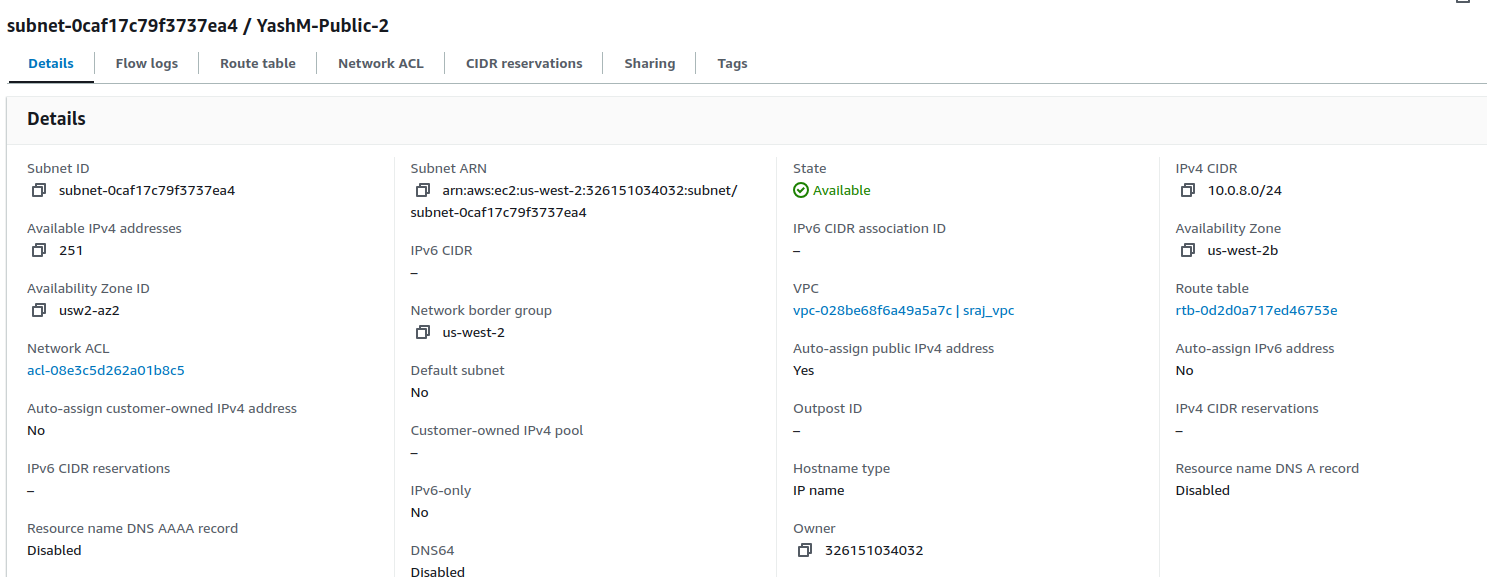 subnet-0caf17c79f3737ea4 / YashM-Public-2
Details
Flow logs
Route table
Network ACL
CIDR reservations
Sharing
Tags
Details
Subnet ID
subnet-0caf17c79f3737ea4
Available IPv4 addresses
251
Availability Zone ID
usw2-az2
Network ACL
acl-08e3c5d262a01b8c5
Auto-assign customer-owned IPv4 address
No
IPv6 CIDR reservations
–
Resource name DNS AAAA record
Disabled
Subnet ARN
arn:aws:ec2:us-west-2:326151034032:subnet/
subnet-0caf17c79f3737ea4
IPv6 CIDR
–
Network border group
us-west-2
Default subnet
No
Customer-owned IPv4 pool
–
IPv6-only
No
DNS64
Disabled
State
Available
IPv6 CIDR association ID
–
VPC
vpc-028be68f6a49a5a7c | sraj_vpc
Auto-assign public IPv4 address
Yes
Outpost ID
–
Hostname type
IP name
Owner
326151034032
IPv4 CIDR
10.0.8.0/24
Availability Zone
us-west-2b
Route table
rtb-0d2d0a717ed46753e
Auto-assign IPv6 address
No
IPv4 CIDR reservations
–
Resource name DNS A record
Disabled